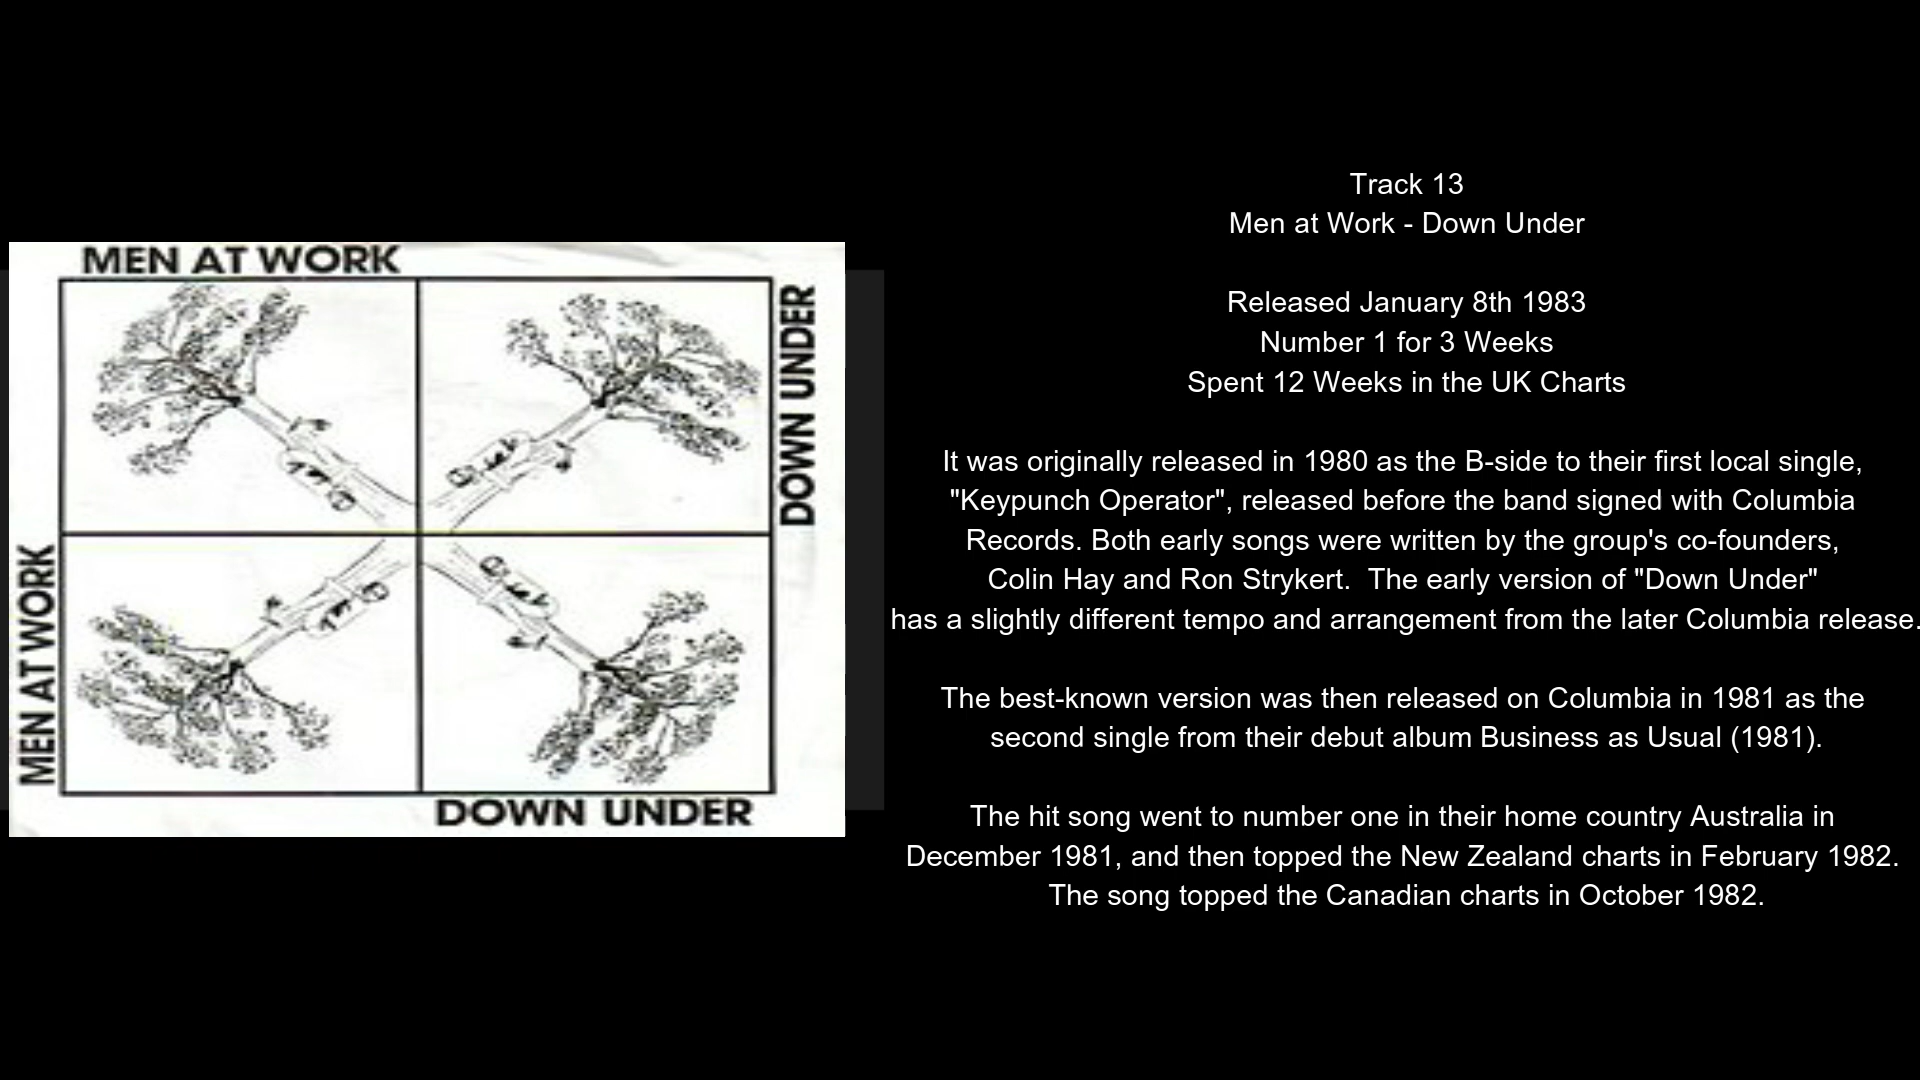 MEN AT WORK
DOWN UNDER
MEN AT WORK
DOWN UNDER
Track 13
Men at Work - Down Under
Released January 8th 1983
Number 1 for 3 Weeks
Spent 12 Weeks in the UK Charts
It was originally released in 1980 as the B-side to their first local single,
"Keypunch Operator", released before the band signed with Columbia
Records. Both early songs were written by the group's co-founders,
Colin Hay and Ron Strykert.  The early version of "Down Under"
has a slightly different tempo and arrangement from the later Columbia release.
The best-known version was then released on Columbia in 1981 as the
second single from their debut album Business as Usual (1981).
The hit song went to number one in their home country Australia in
December 1981, and then topped the New Zealand charts in February 1982.
The song topped the Canadian charts in October 1982.